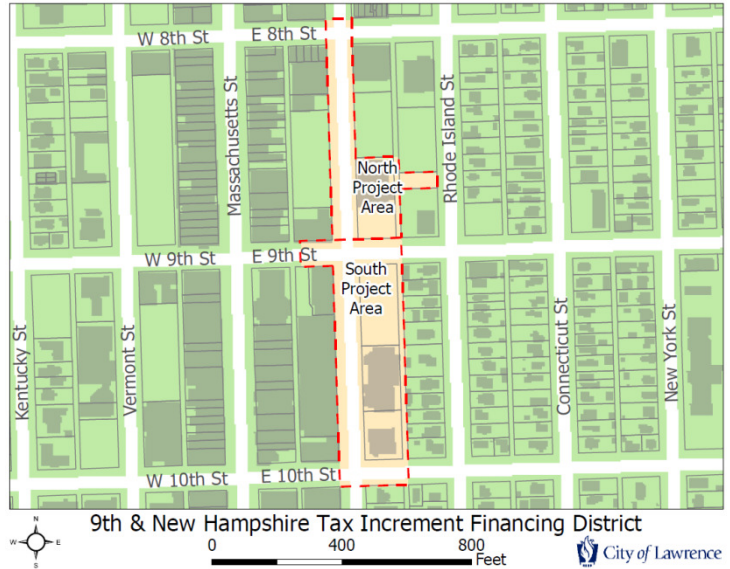 W 8th St
E 8th St
Massachusetts St
Rhode Island St
North
Project
Area
W 9th St
E 9th St
South
Project
Area
Kentucky St
Vermont St
Connecticut St
New York St
W 10th St
E 10th St
9th & New Hampshire Tax Increment Financing District
N
W
E
S
0
400
800
Feet
City of Lawrence